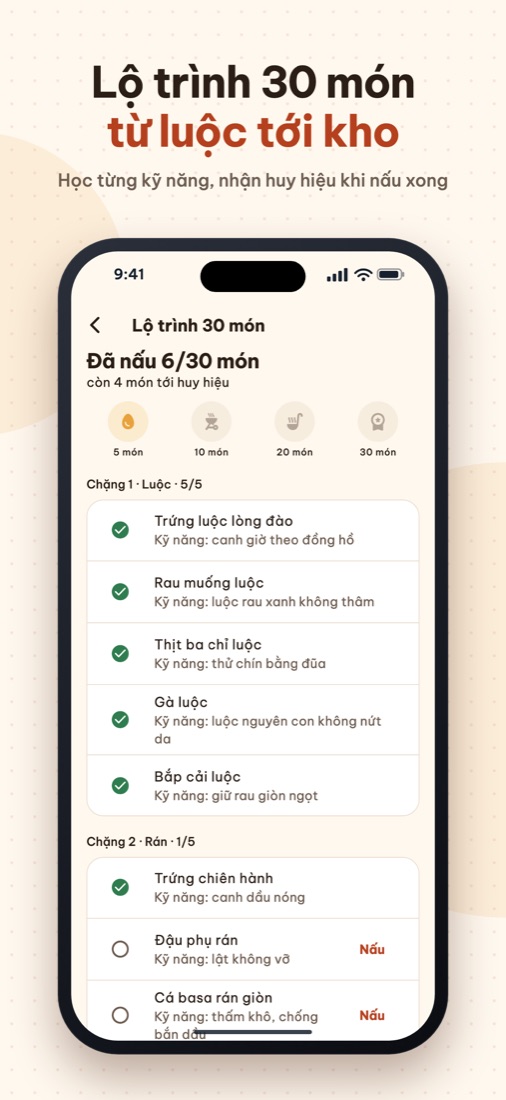 Lộ trình 30 món
từ luộc tới kho
Học từng kỹ năng, nhận huy hiệu khi nấu xong
9:41
Lộ trình 30 món
Đã nấu 6/30 món
còn 4 món tới huy hiệu
5 món
10 món
20 món
30 món
Chặng 1 · Luộc · 5/5
Trứng luộc lòng đào
Kỹ năng: canh giờ theo đồng hồ
Rau muống luộc
Kỹ năng: luộc rau xanh không thâm
Thịt ba chỉ luộc
Kỹ năng: thử chín bằng đũa
Gà luộc
Kỹ năng: luộc nguyên con không nứt
da
Bắp cải luộc
Kỹ năng: giữ rau giòn ngọt
Chặng 2 · Rán · 1/5
Trứng chiên hành
Kỹ năng: canh dầu nóng
Đậu phụ rán
Kỹ năng: lật không vỡ
Nấu
Cá basa rán giòn
Kỹ năng: thấm khô, chống
bắn dầu
Nấu